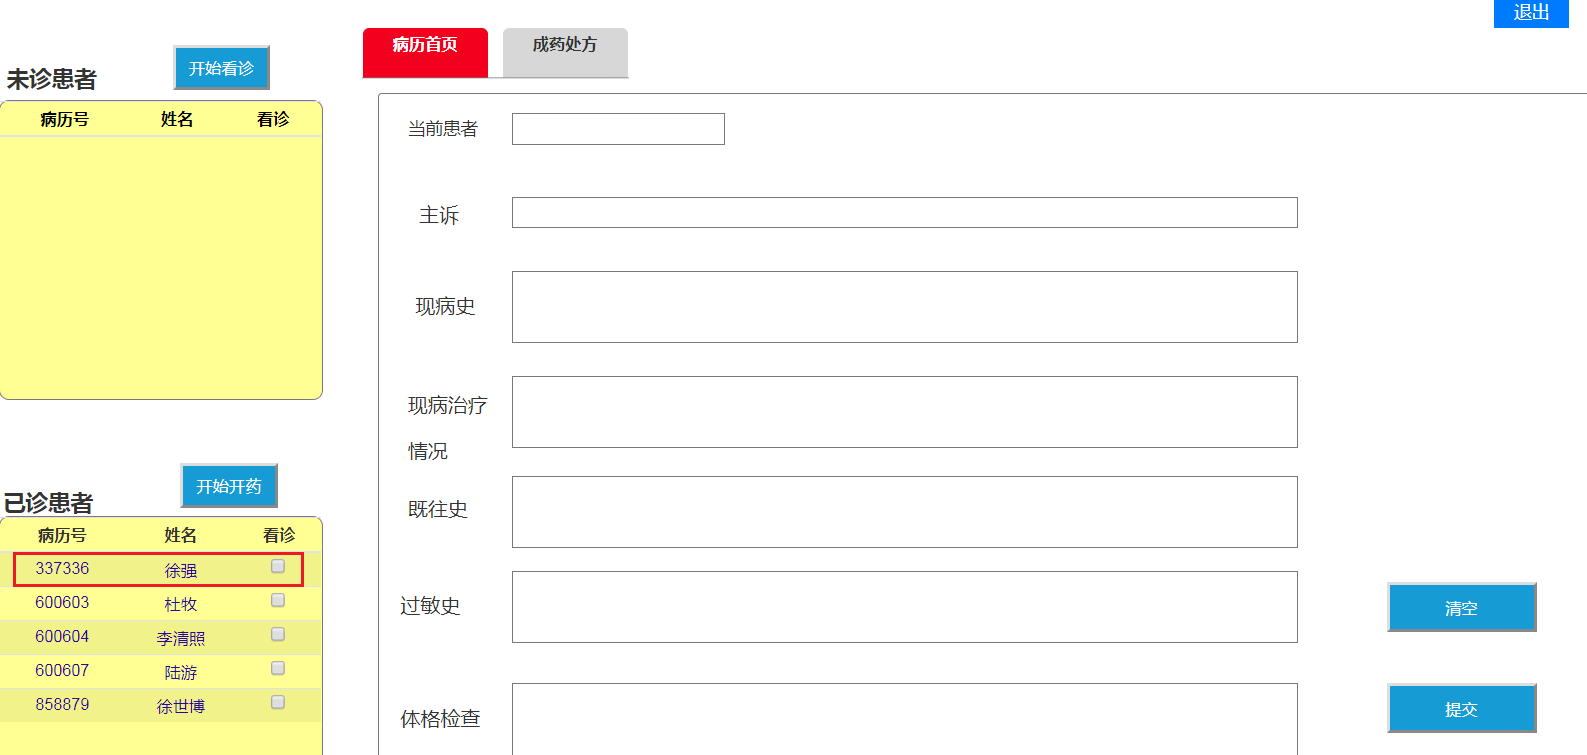 退出
病历首页 成药处方
未诊患者 开始看诊
病历号 姓名 看诊
当前患者
主诉
现病史
现病治疗
情况
既往史
过敏史
体格检查
清空
提交
已诊患者 开始开药
病历号 姓名 看诊
337336 徐强
600603 杜牧
600604 李清照
600607 陆游
858879 徐世博